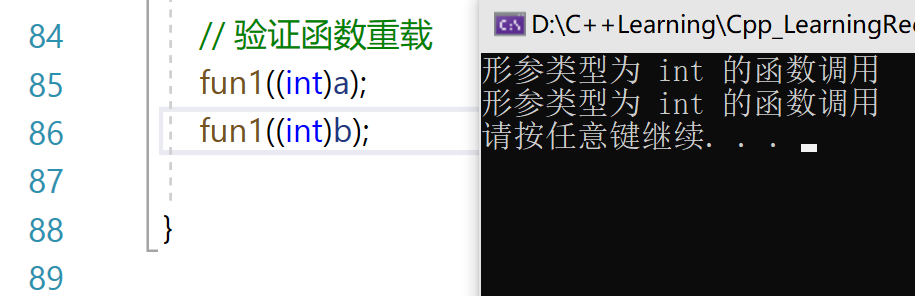 84 // 验证函数重载
85 fun1((int)a);
86 fun1((int)b);
87
88 }
89
D:\C++Learning\Cpp_LearningRec
形参类型为 int 的函数调用
形参类型为 int 的函数调用
请按任意键继续. . .